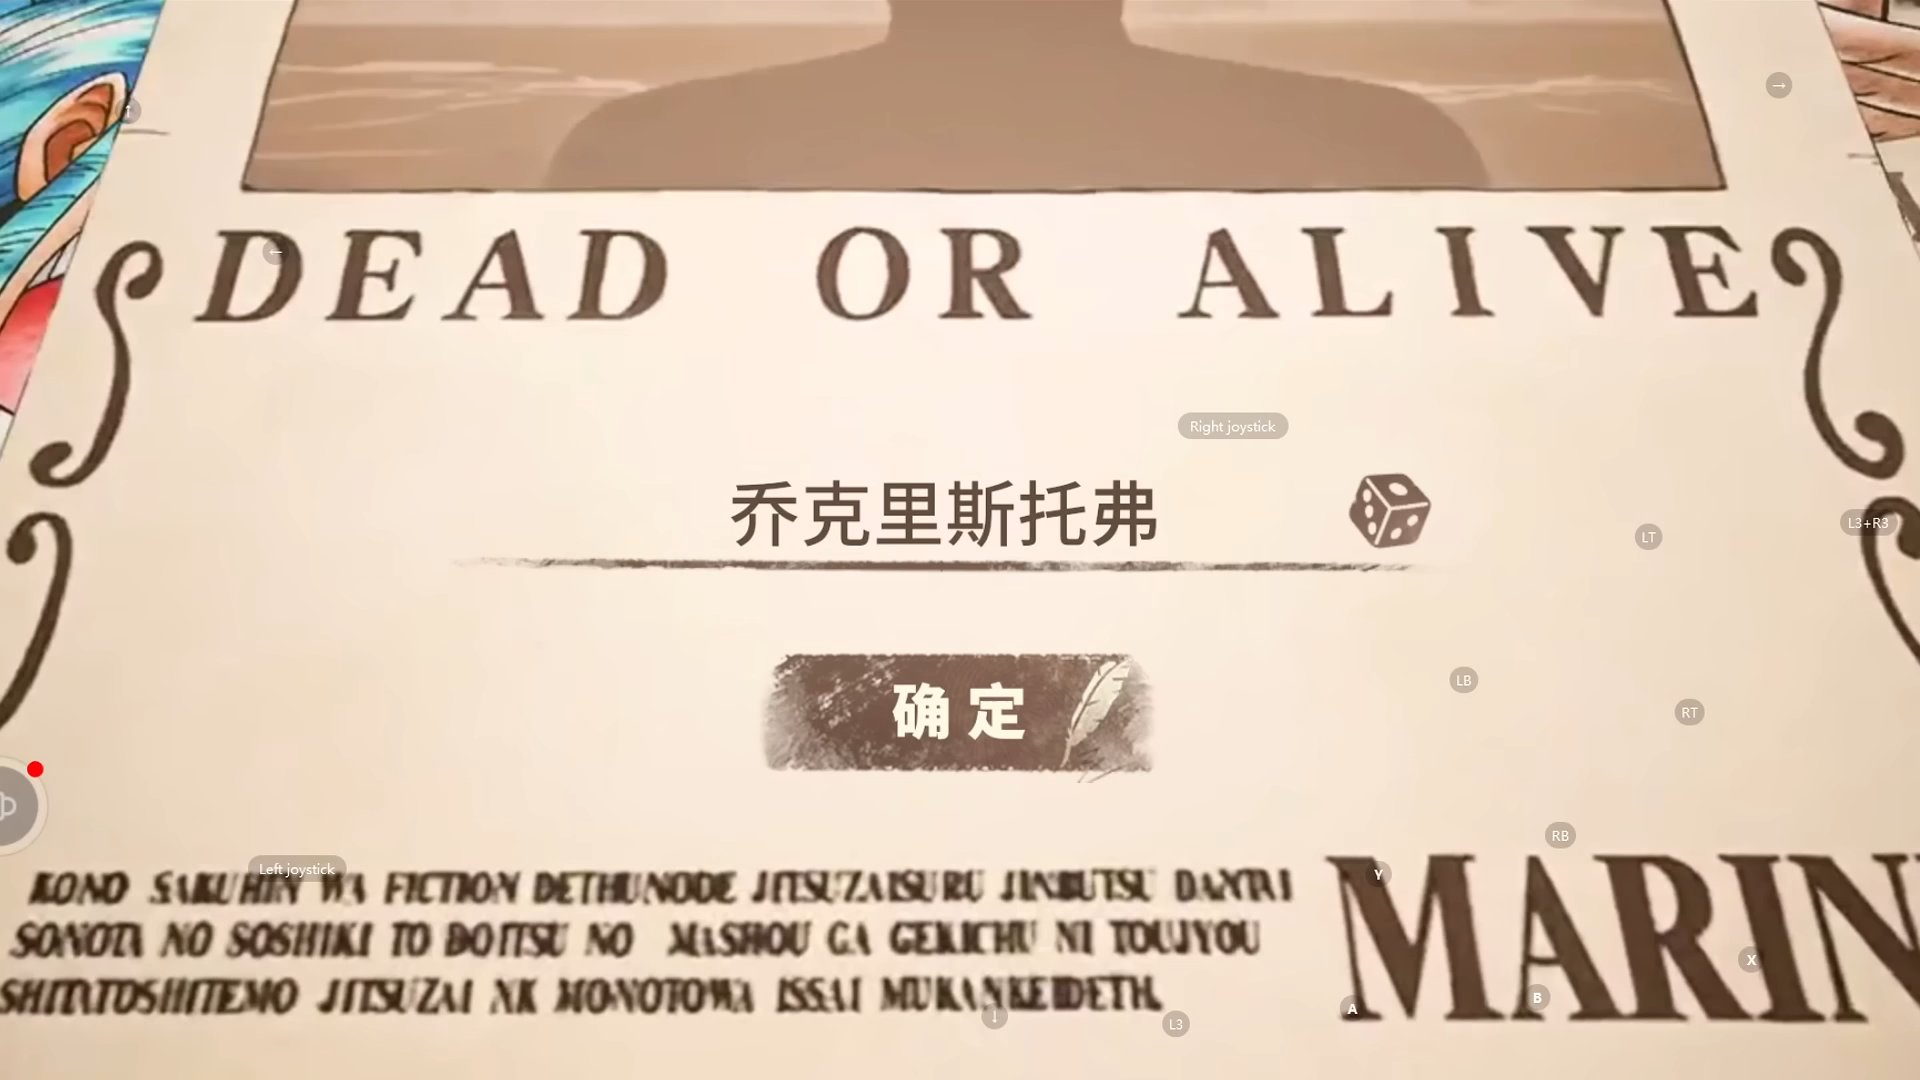 ↑
→
DEAD OR ALIVE
←
Right joystick
乔克里斯托弗
L3+R3
LT
LB
确定
RT
RB
Left joystick
Y
KONO SAKUHIN WA FICTION DETHUNODE JITSUZAISURU JINBUTSU DANTAI
SONOTA NO SOSHIKI TO DOITSU NO MASHOU GA GEKICHU NI TOUJYOU
SHITATOSHITEMO JITSUZAI NK MONOTOWA ISSAI MUKANKEIDETH.
MARIN
X
A
B
↓
L3